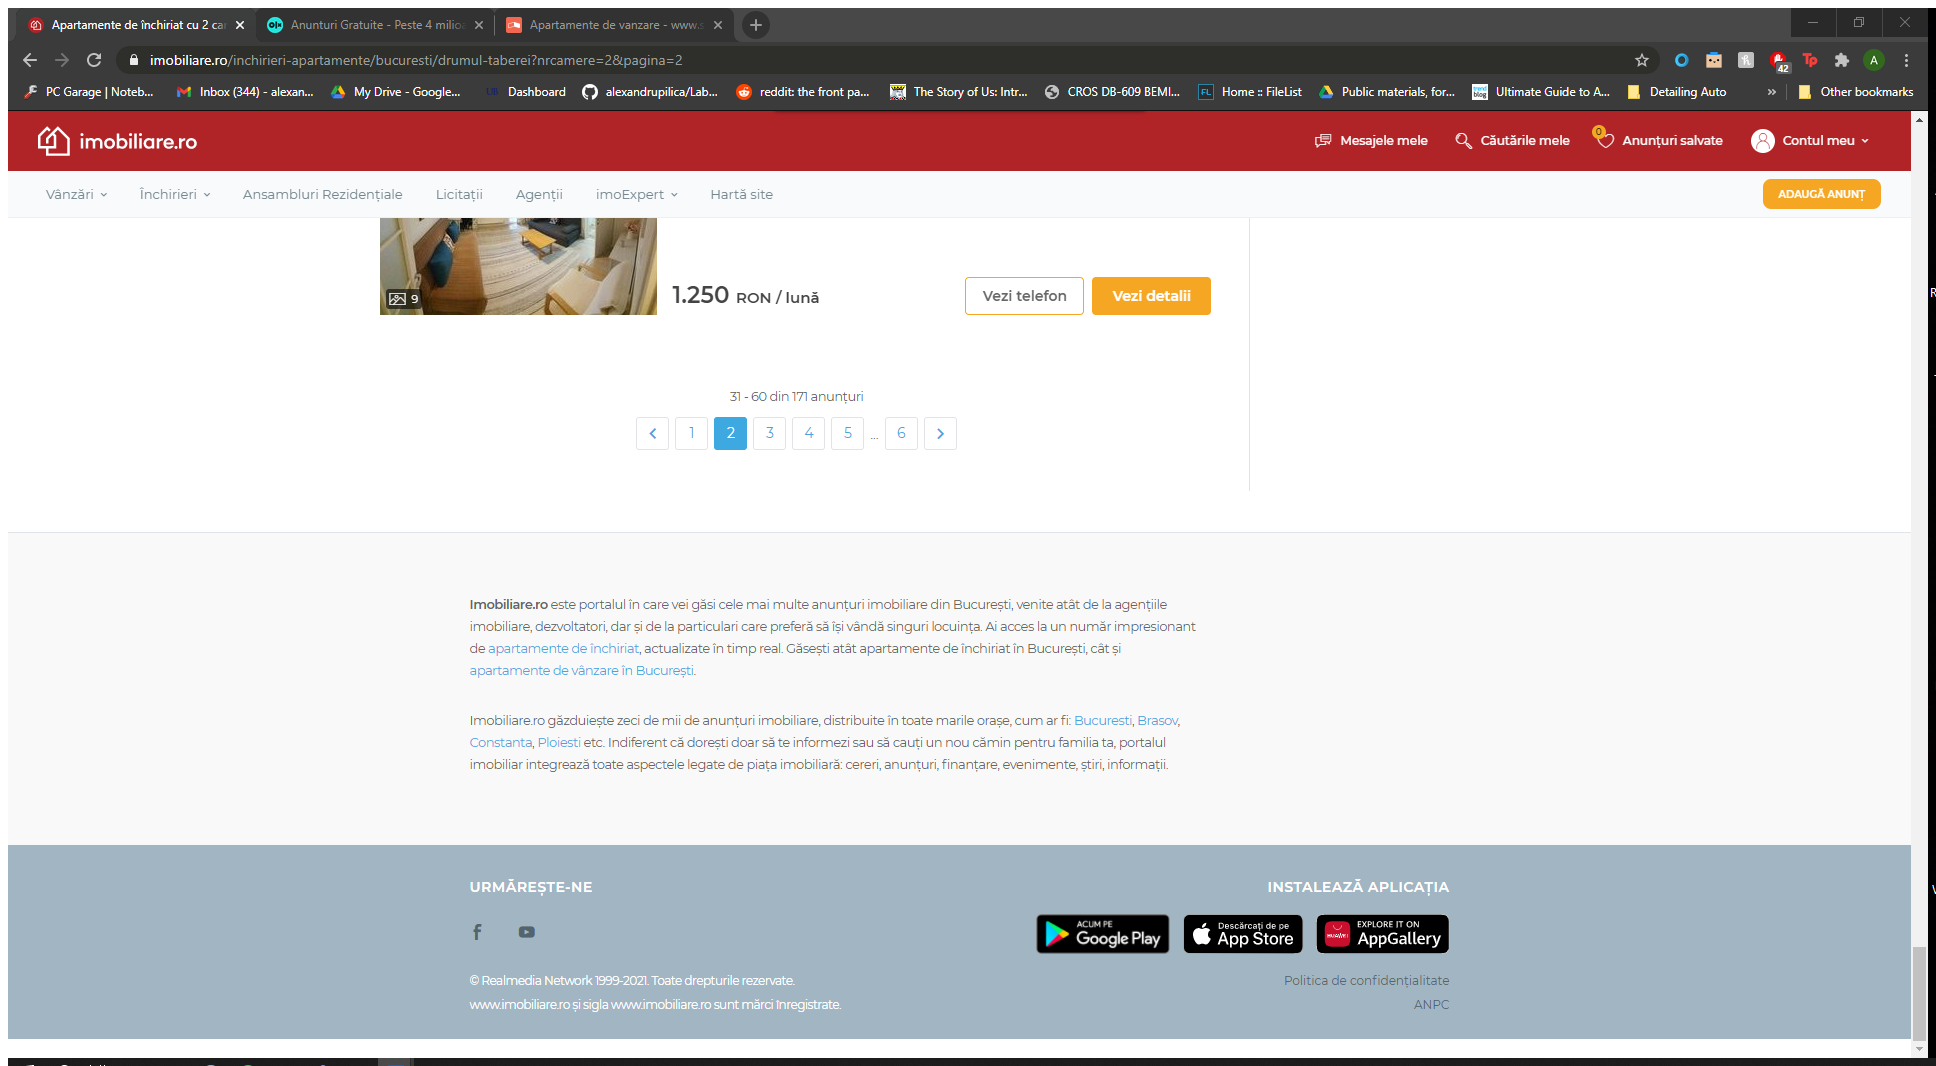 Apartamente de închiriat cu 2 ca
Anunturi Gratuite - Peste 4 milioa
Apartamente de vanzare - www.s
imobiliare.ro/inchirieri-apartamente/bucuresti/drumul-taberei?nrcamere=2&pagina=2
42
A
PC Garage | Noteb...
Inbox (344) - alexan...
My Drive - Google...
UB Dashboard
alexandrupilica/Lab...
reddit: the front pa...
The Story of Us: Intr...
CROS DB-609 BEMI...
FL Home :: FileList
Public materials, for...
Ultimate Guide to A...
Detailing Auto
»
Other bookmarks
imobiliare.ro
Mesajele mele
Căutările mele
0
Anunțuri salvate
Contul meu
Vânzări
Închirieri
Ansambluri Rezidențiale
Licitații
Agenții
imoExpert
Hartă site
ADAUGĂ ANUNȚ
9
1.250 RON / lună
Vezi telefon
Vezi detalii
31 - 60 din 171 anunțuri
1 2 3 4 5 ... 6
Imobiliare.ro este portalul în care vei găsi cele mai multe anunțuri imobiliare din București, venite atât de la agențiile
imobiliare, dezvoltatori, dar și de la particulari care preferă să își vândă singuri locuința. Ai acces la un număr impresionant
de apartamente de închiriat, actualizate în timp real. Găsești atât apartamente de închiriat în București, cât și
apartamente de vânzare în București.
Imobiliare.ro găzduiește zeci de mii de anunțuri imobiliare, distribuite în toate marile orașe, cum ar fi: Bucuresti, Brasov,
Constanta, Ploiesti etc. Indiferent că dorești doar să te informezi sau să cauți un nou cămin pentru familia ta, portalul
imobiliar integrează toate aspectele legate de piața imobiliară: cereri, anunțuri, finanțare, evenimente, știri, informații.
URMĂREȘTE-NE
INSTALEAZĂ APLICAȚIA
ACUM PE
Google Play
Descărcați de pe
App Store
HUAWEI
EXPLORE IT ON
AppGallery
© Realmedia Network 1999-2021. Toate drepturile rezervate.
www.imobiliare.ro și sigla www.imobiliare.ro sunt mărci înregistrate.
Politica de confidențialitate
ANPC